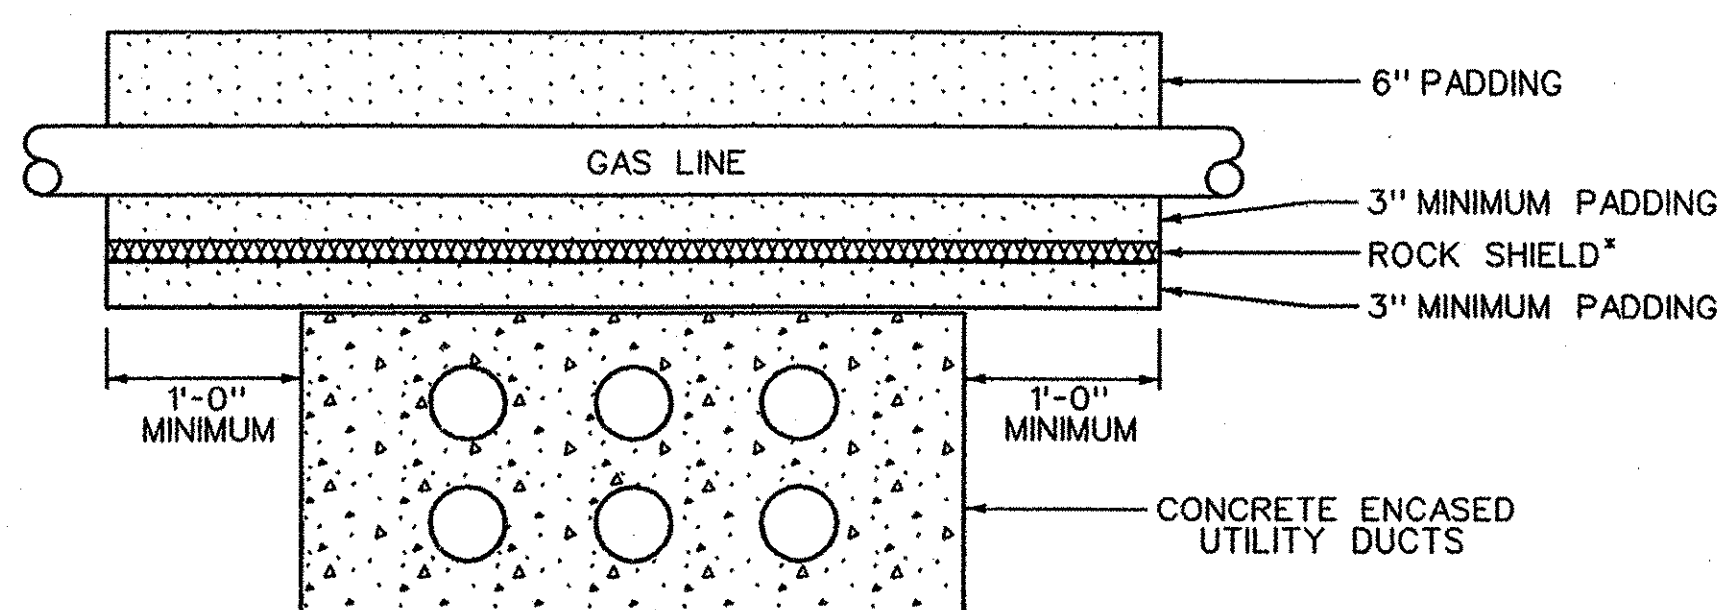 6" PADDING
GAS LINE
3" MINIMUM PADDING
ROCK SHIELD*
3" MINIMUM PADDING
1'-0"
MINIMUM
1'-0"
MINIMUM
CONCRETE ENCASED
UTILITY DUCTS